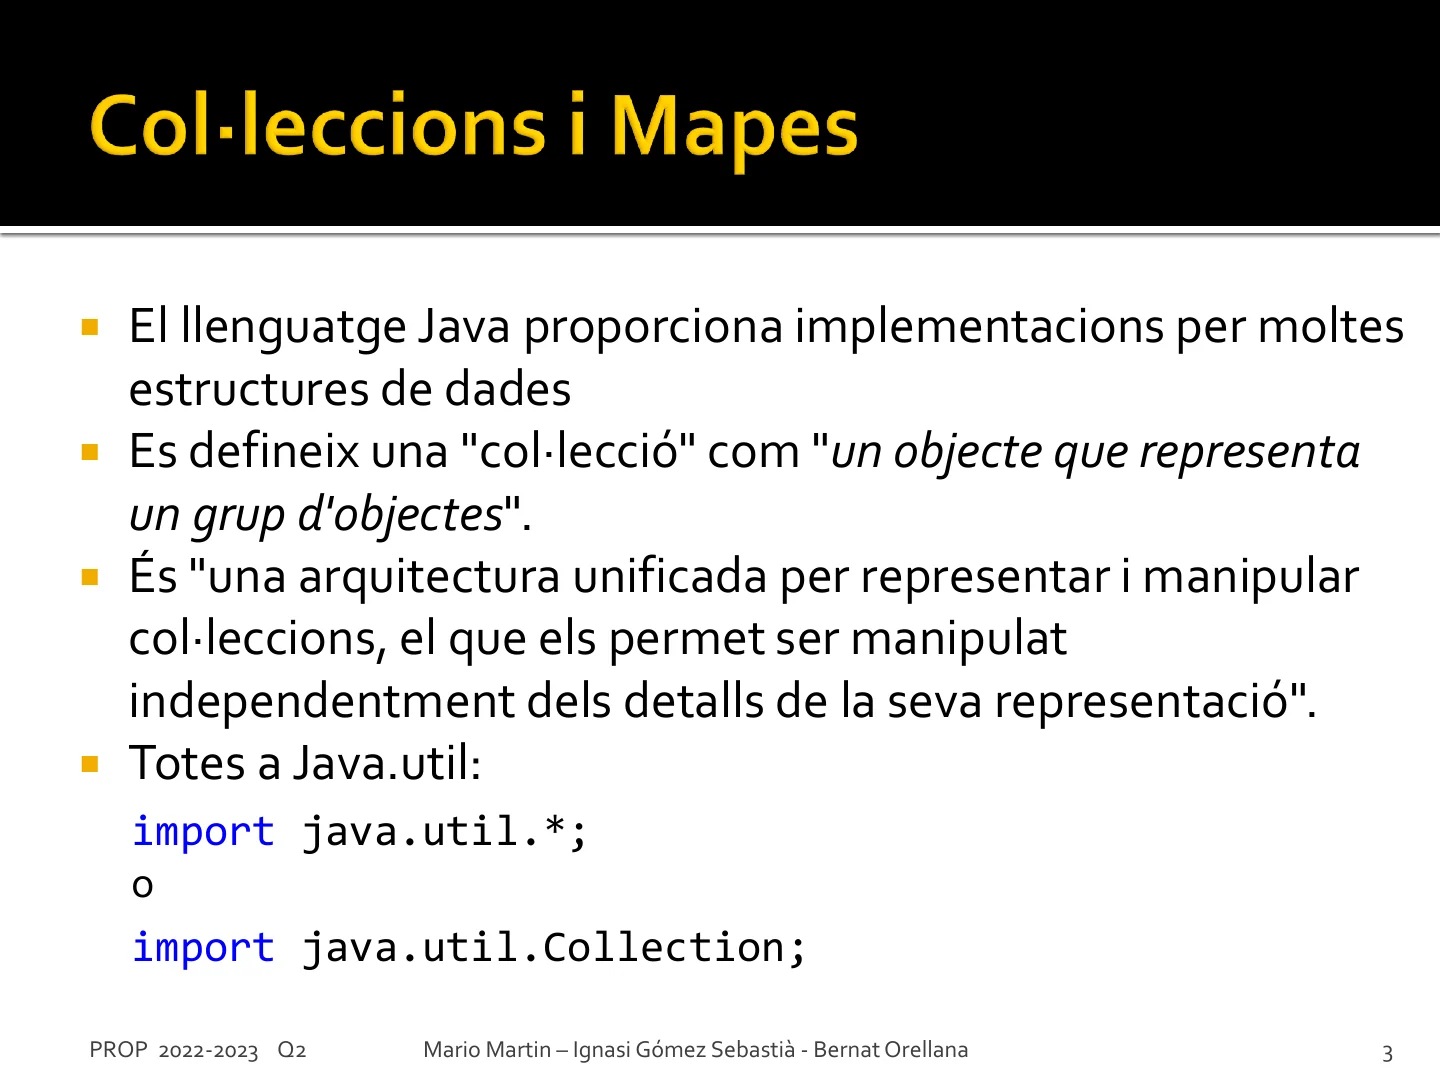 Col·leccions i Mapes
El llenguatge Java proporciona implementacions per moltes
estructures de dades
Es defineix una "col·lecció" com "un objecte que representa
un grup d'objectes".
És "una arquitectura unificada per representar i manipular
col·leccions, el que els permet ser manipulat
independentment dels detalls de la seva representació".
Totes a Java.util:
import java.util.*;
o
import java.util.Collection;
PROP 2022-2023 Q2 Mario Martin – Ignasi Gómez Sebastià - Bernat Orellana 3